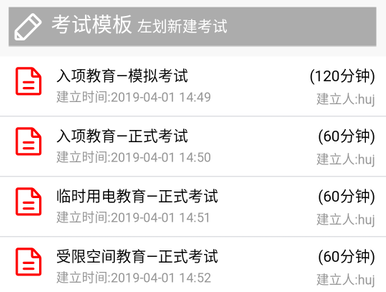 考试模板 左划新建考试
入项教育—模拟考试 (120分钟)
建立时间:2019-04-01 14:49 建立人:huj
入项教育—正式考试 (60分钟)
建立时间:2019-04-01 14:50 建立人:huj
临时用电教育—正式考试 (60分钟)
建立时间:2019-04-01 14:51 建立人:huj
受限空间教育—正式考试 (60分钟)
建立时间:2019-04-01 14:52 建立人:huj